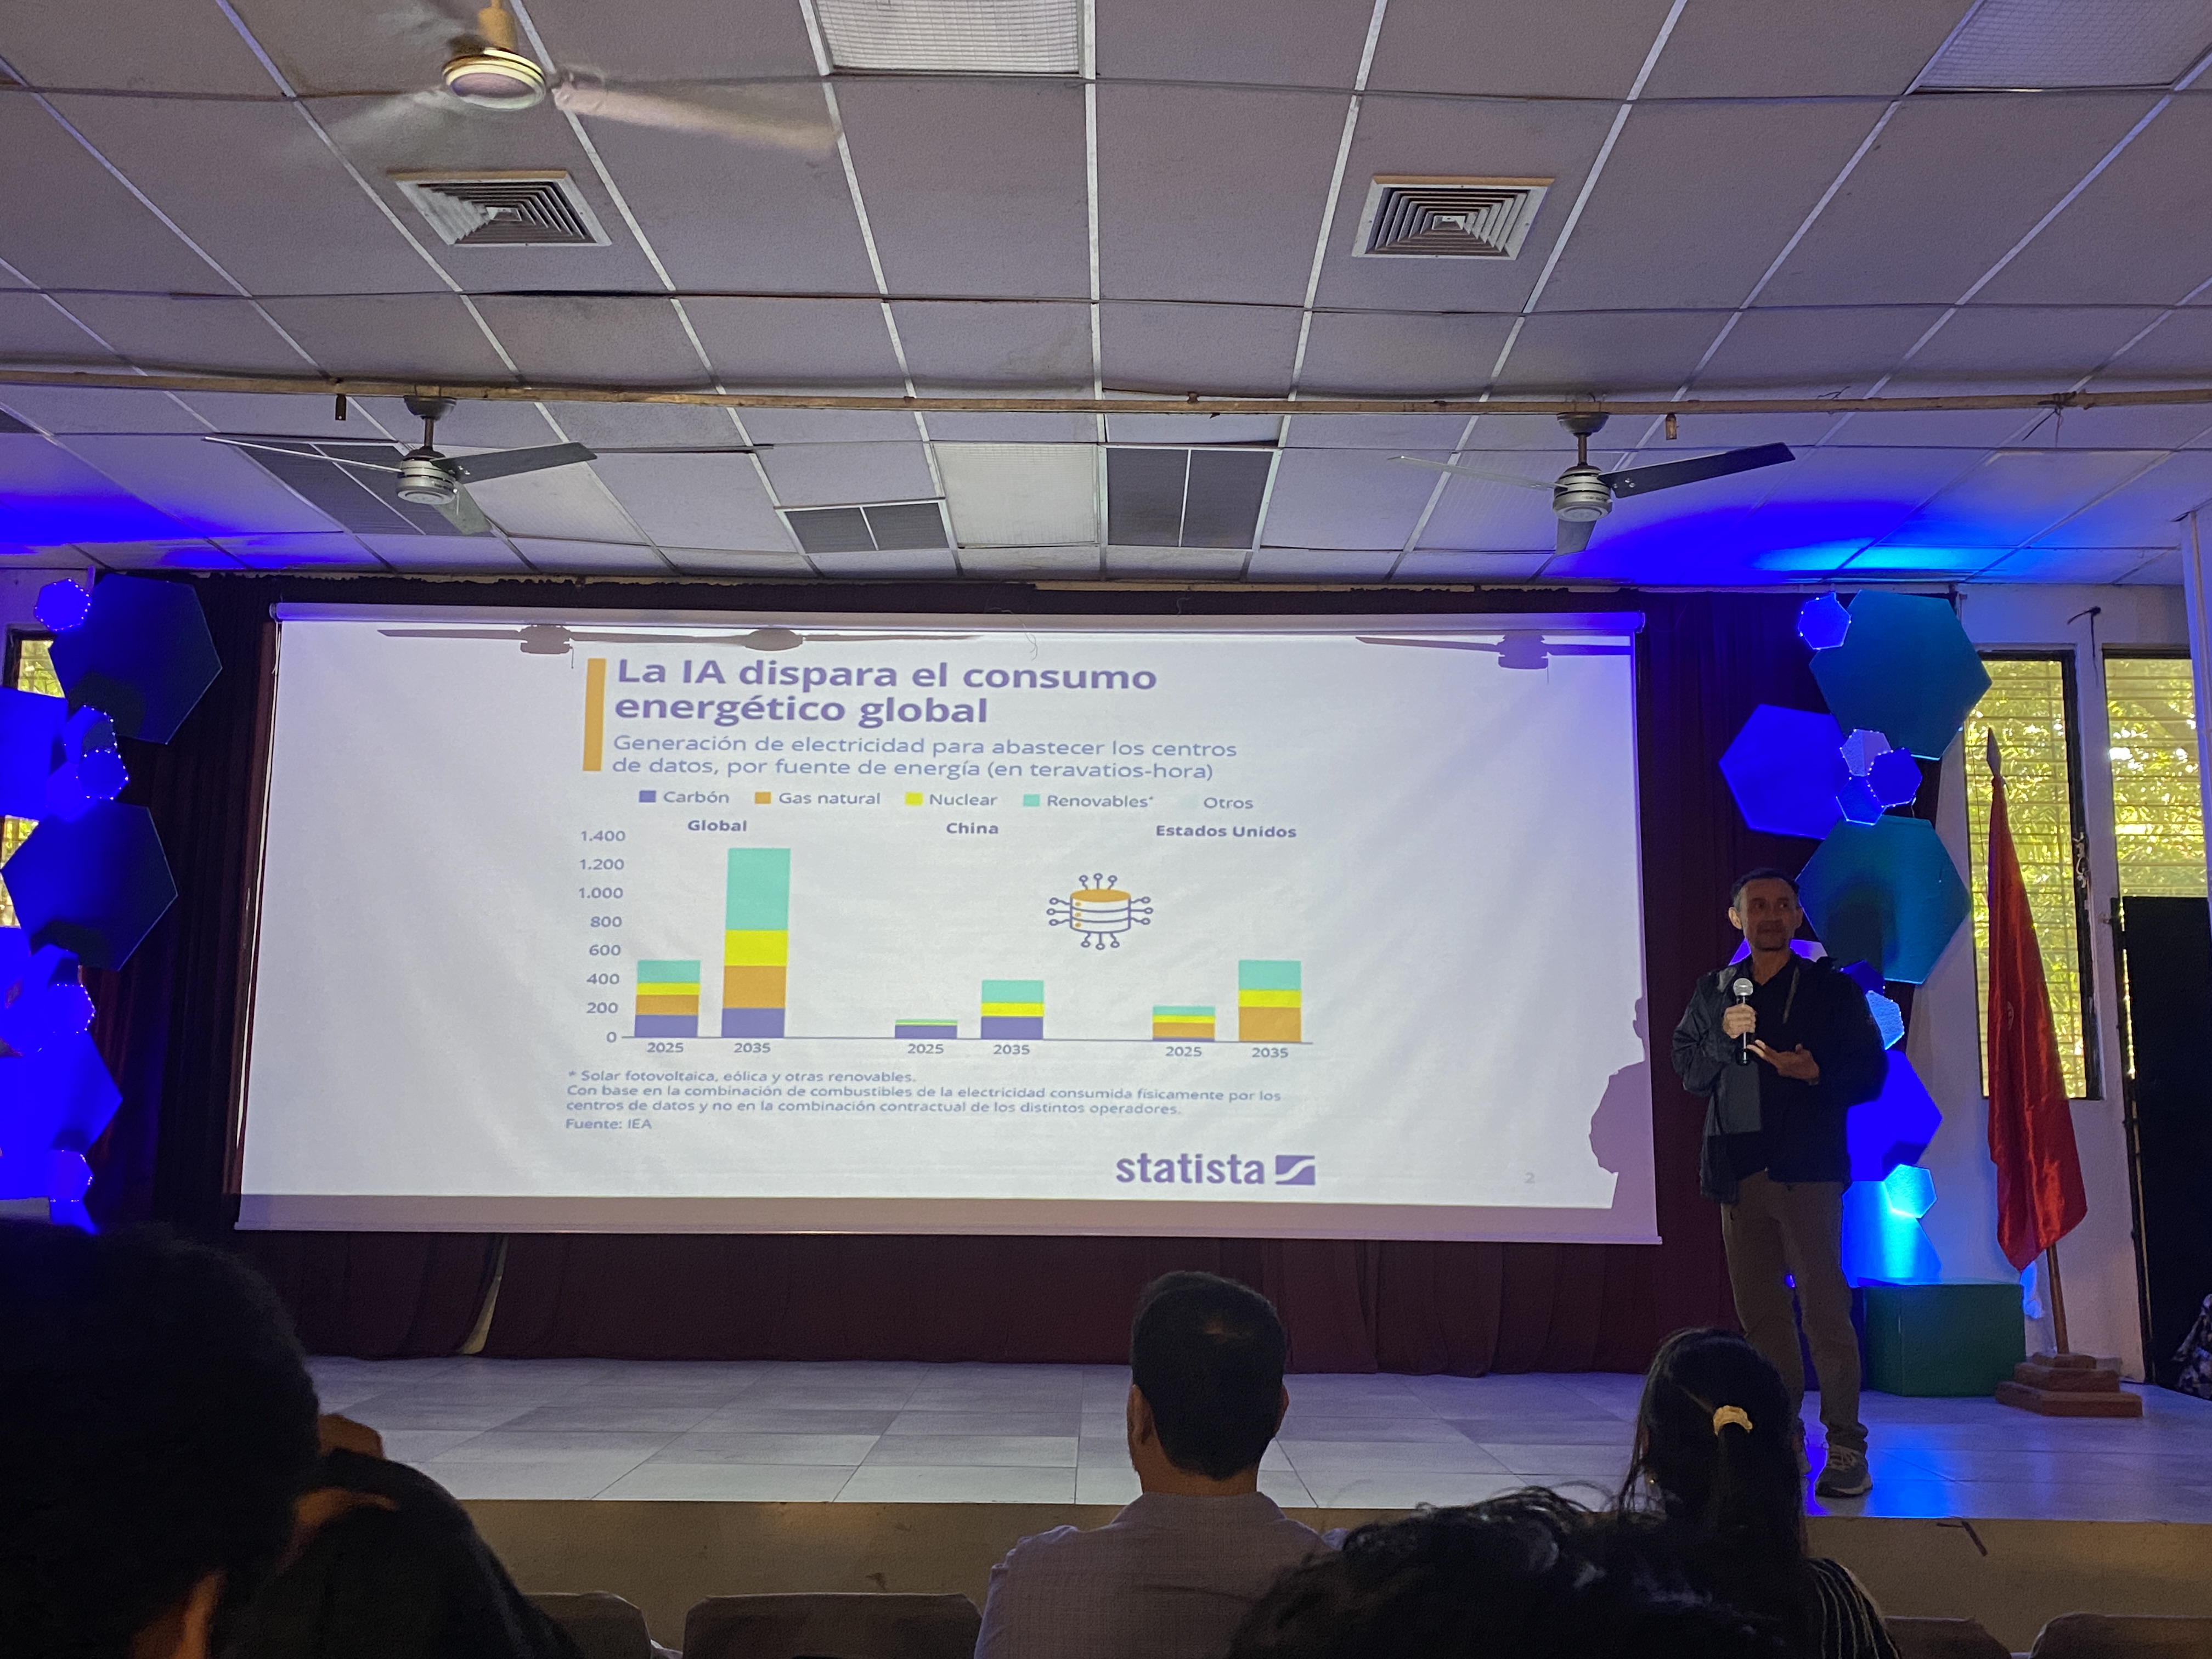 La IA dispara el consumo
energético global
Generación de electricidad para abastecer los centros
de datos, por fuente de energía (en teravatios-hora)
Carbón Gas natural Nuclear Renovables* Otros
Global China Estados Unidos
1.400
1.200
1.000
800
600
400
200
0
2025 2035 2025 2035 2025 2035
* Solar fotovoltaica, eólica y otras renovables.
Con base en la combinación de combustibles de la electricidad consumida físicamente por los
centros de datos y no en la combinación contractual de los distintos operadores.
Fuente: IEA
statista
2